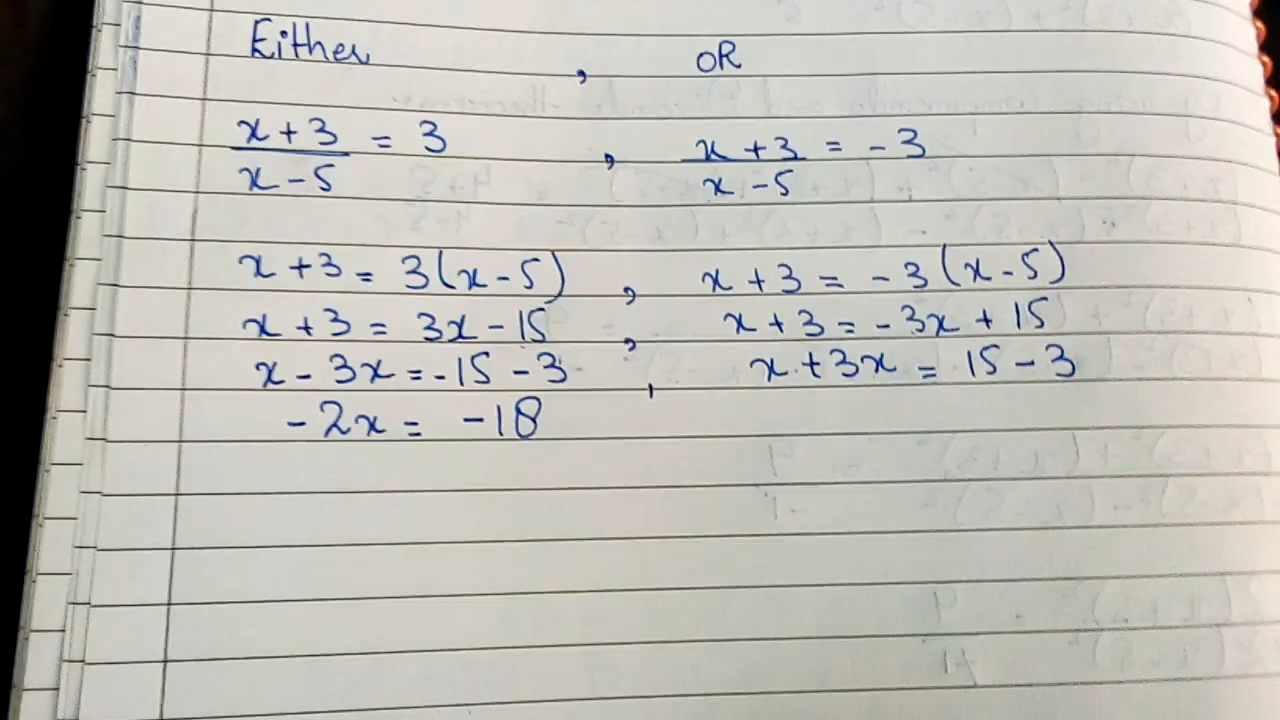 Either , OR
x + 3 = 3 , x + 3 = - 3
x - 5 x - 5
x + 3 = 3(x - 5) , x + 3 = - 3 (x - 5)
x + 3 = 3x - 15 , x + 3 = - 3x + 15
x - 3x = - 15 - 3 , x + 3x = 15 - 3
- 2x = - 18